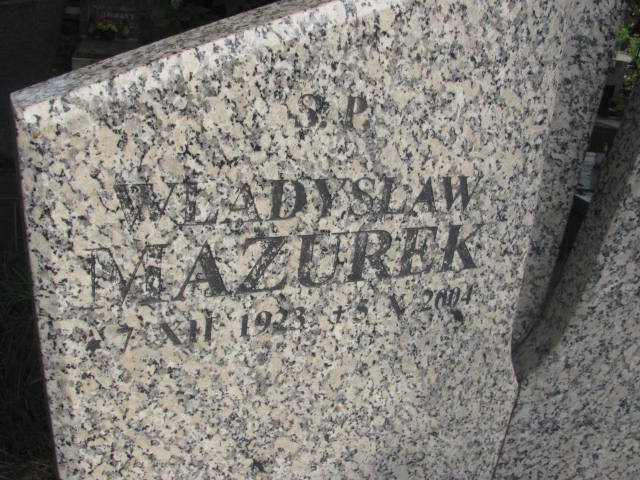 Ś P
WŁADYSŁAW
MAZUREK
* 7 XII 1923 + 5 X 2004